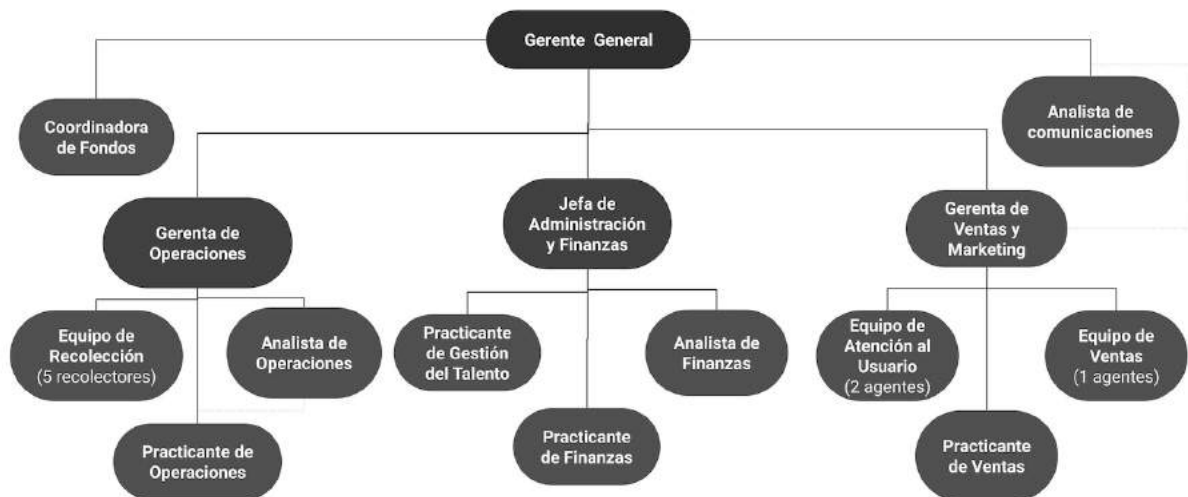 Gerente General
Coordinadora
de Fondos
Analista de
comunicaciones
Gerenta de
Operaciones
Jefa de
Administración
y Finanzas
Gerenta de
Ventas y
Marketing
Equipo de
Recolección
(5 recolectores)
Analista de
Operaciones
Practicante de
Operaciones
Practicante
de Gestión
del Talento
Analista de
Finanzas
Practicante
de Finanzas
Equipo de
Atención al
Usuario
(2 agentes)
Equipo de
Ventas
(1 agentes)
Practicante
de Ventas